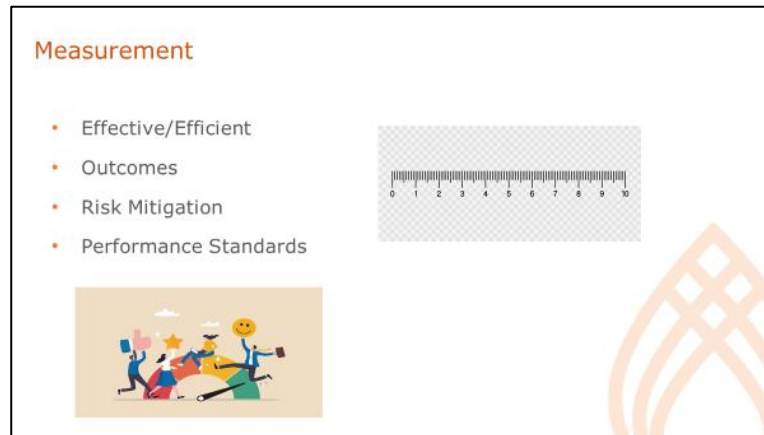 Measurement
• Effective/Efficient
• Outcomes
• Risk Mitigation
• Performance Standards
0 1 2 3 4 5 6 7 8 9 10